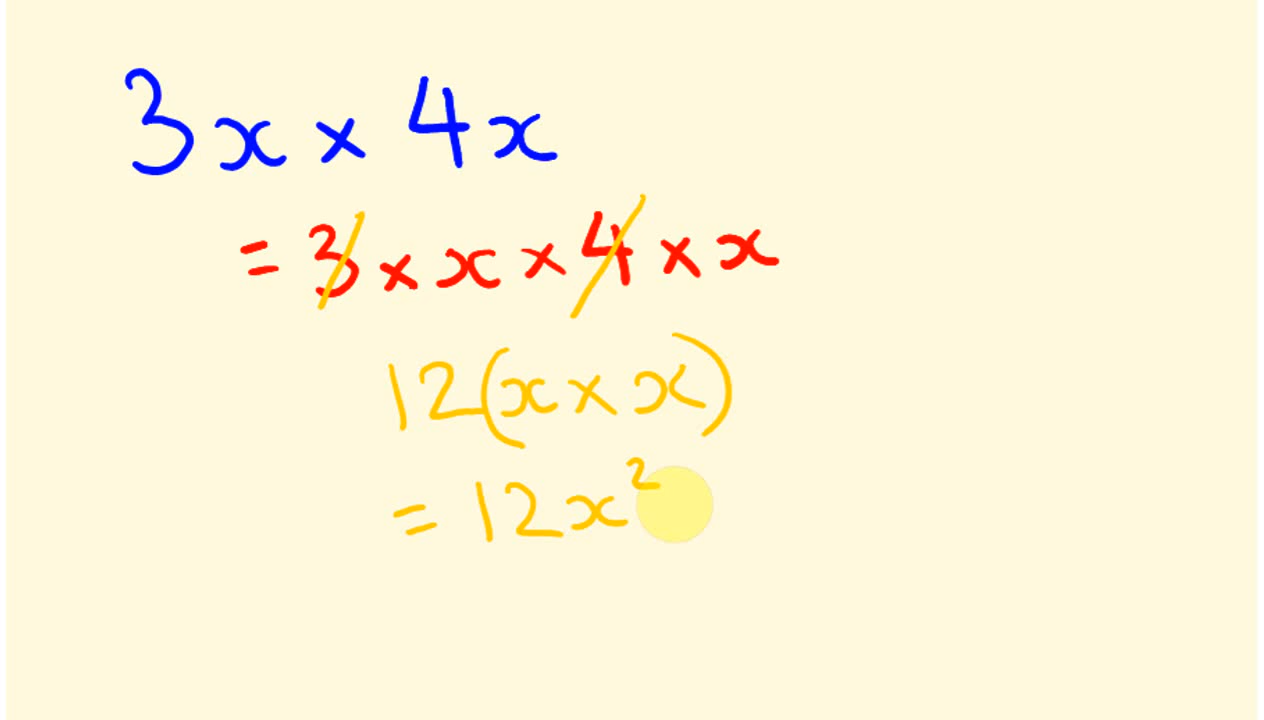 3x × 4x
= 3 × x × 4 × x
12(x × x)
= 12x²